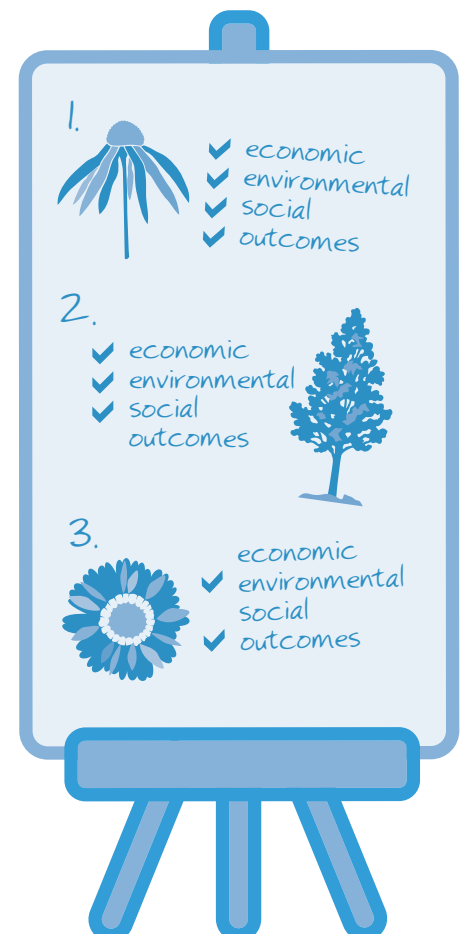 1.
✔ economic
✔ environmental
✔ social
✔ outcomes
2.
✔ economic
✔ environmental
✔ social
outcomes
3.
economic
✔ environmental
social
✔ outcomes